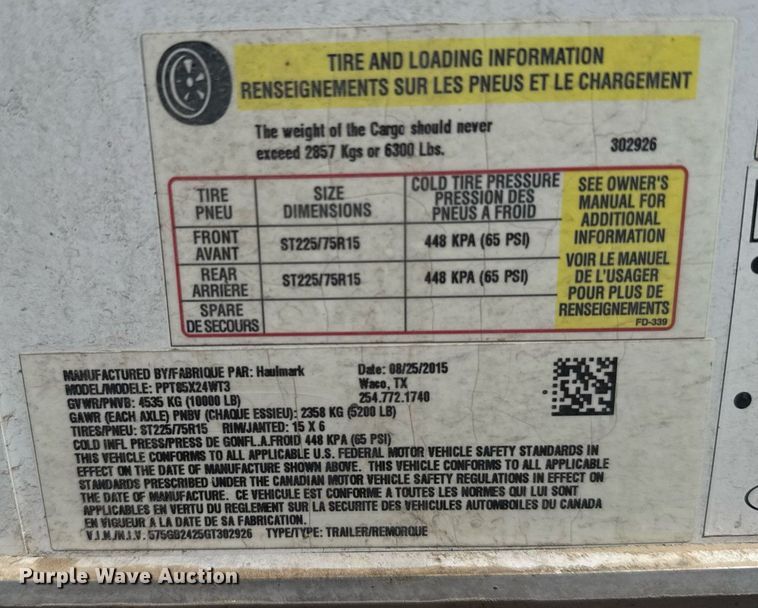 TIRE AND LOADING INFORMATION
RENSEIGNEMENTS SUR LES PNEUS ET LE CHARGEMENT
The weight of the Cargo should never
exceed 2857 Kgs or 6300 Lbs.
302926
TIRE
PNEU
SIZE
DIMENSIONS
COLD TIRE PRESSURE
PRESSION DES
PNEUS A FROID
FRONT
AVANT
ST225/75R15
448 KPA (65 PSI)
REAR
ARRIÈRE
ST225/75R15
448 KPA (65 PSI)
SPARE
DE SECOURS
SEE OWNER'S
MANUAL FOR
ADDITIONAL
INFORMATION
VOIR LE MANUEL
DE L'USAGER
POUR PLUS DE
RENSEIGNEMENTS
FD-339
MANUFACTURED BY/FABRIQUE PAR: Haulmark
Date: 08/25/2015
MODEL/MODELE: PPT85X24WT3
Waco, TX
GVWR/PNVB: 4535 KG (10000 LB)
254.772.1740
GAWR (EACH AXLE) PNBV (CHAQUE ESSIEU): 2358 KG (5200 LB)
TIRES/PNEU: ST225/75R15 RIM/JANTED: 15 X 6
COLD INFL PRESS/PRESS DE GONFL.A.FROID 448 KPA (65 PSI)
THIS VEHICLE CONFORMS TO ALL APPLICABLE U.S. FEDERAL MOTOR VEHICLE SAFETY STANDARDS IN
EFFECT ON THE DATE OF MANUFACTURE SHOWN ABOVE. THIS VEHICLE CONFORMS TO ALL APPLICABLE
STANDARDS PRESCRIBED UNDER THE CANADIAN MOTOR VEHICLE SAFETY REGULATIONS IN EFFECT ON
THE DATE OF MANUFACTURE. CE VEHICULE EST CONFORME A TOUTES LES NORMES QUI LUI SONT
APPLICABLES EN VERTU DU REGLEMENT SUR LA SECURITE DES VEHICULES AUTOMBOILES DU CANADA
EN VIGUEUR A LA DATE DE SA FABRICATION.
V.I.N./N.I.V. 575GB2425GT302926 TYPE/TYPE: TRAILER/REMORQUE
Purple Wave Auction